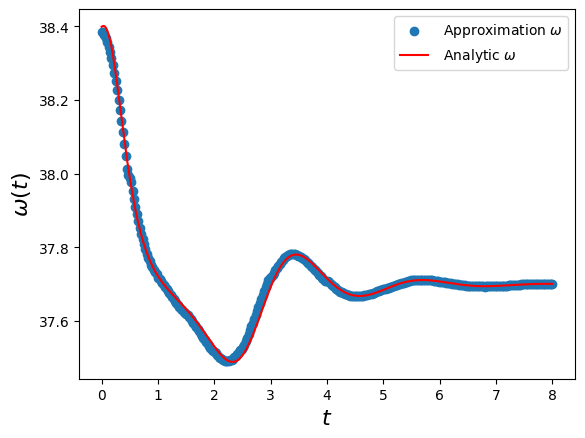 38.4
38.2
38.0
37.8
37.6
ω(t)
0 1 2 3 4 5 6 7 8
t
Approximation ω
Analytic ω